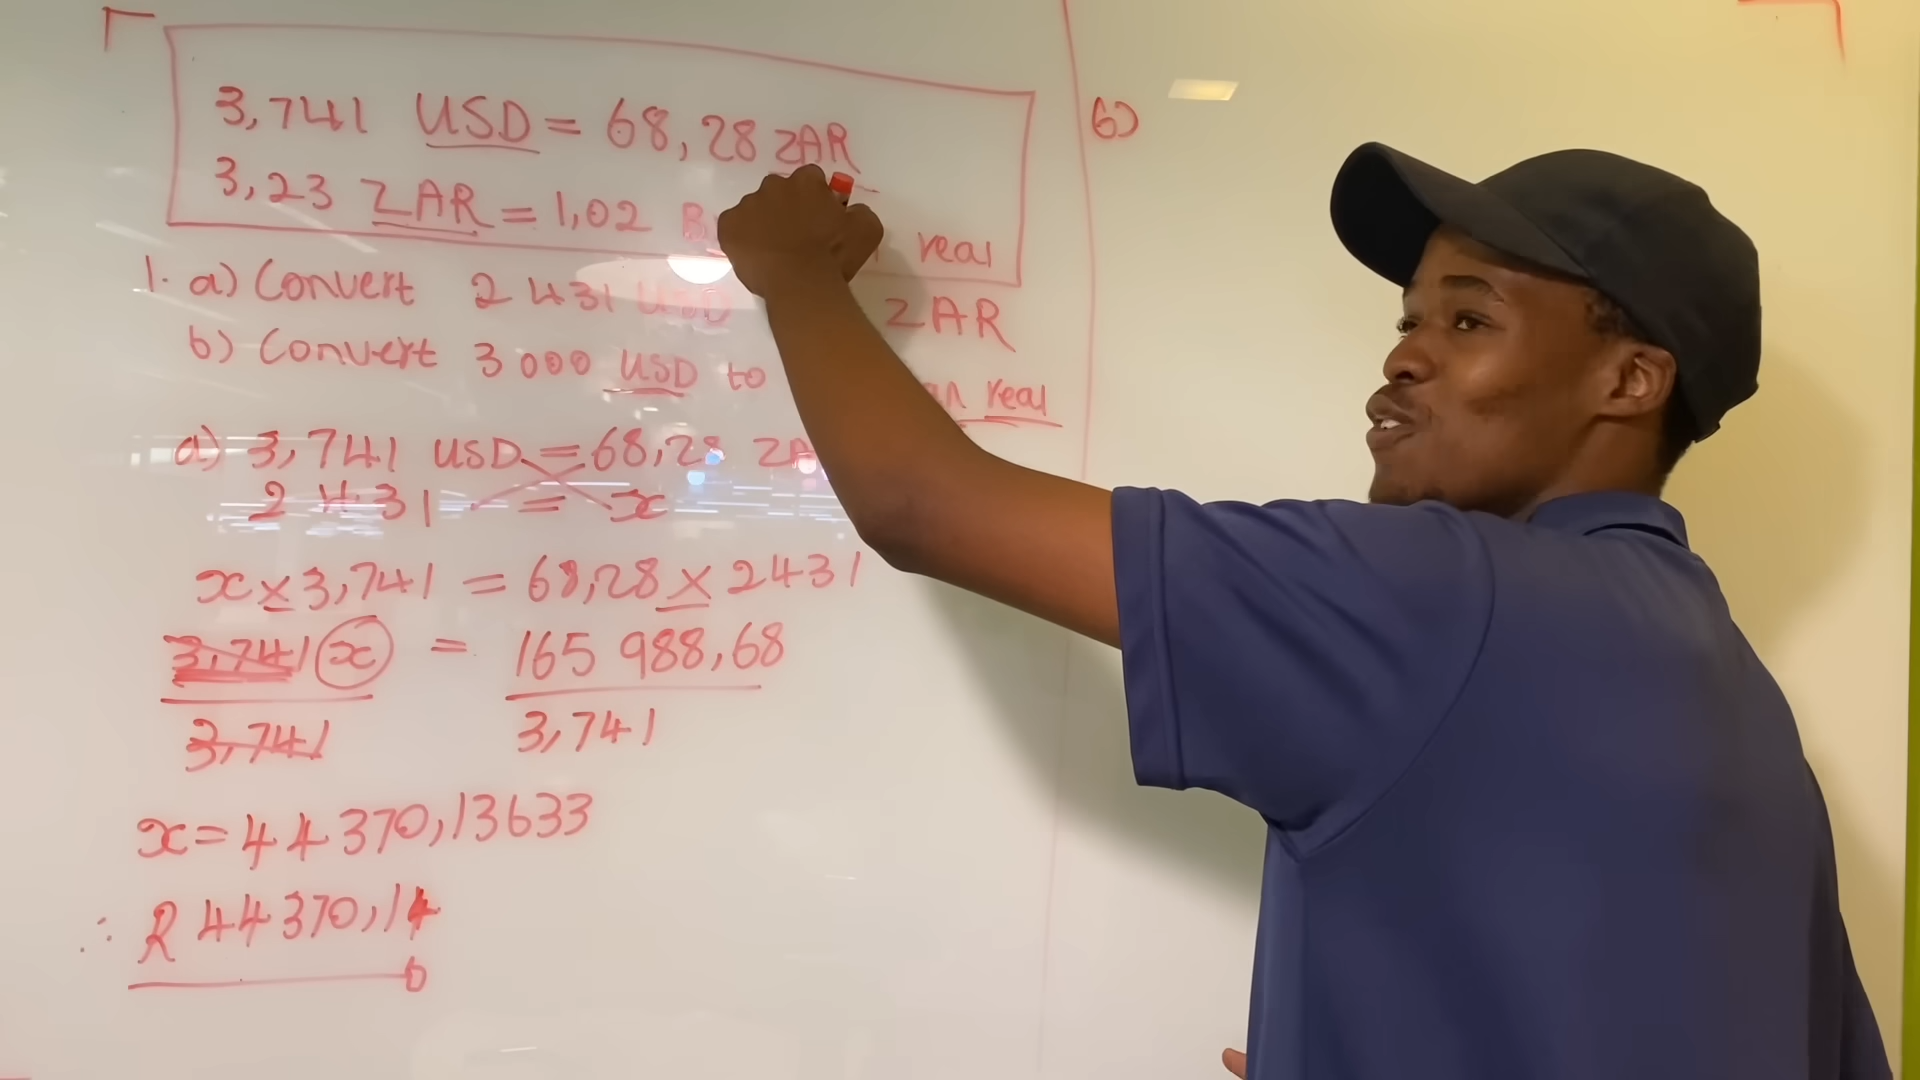 3,741 USD = 68,28 ZAR
3,23 ZAR = 1,02 B real
1. a) Convert 2 431 USD ZAR
b) Convert 3 000 USD to real
a) 3,741 USD = 68,28 ZA
2 431 = x
x × 3,741 = 68,28 × 2431
3,741 x = 165 988,68
3,741 3,741
x = 44 370,13633
∴ R 44 370,14
b)